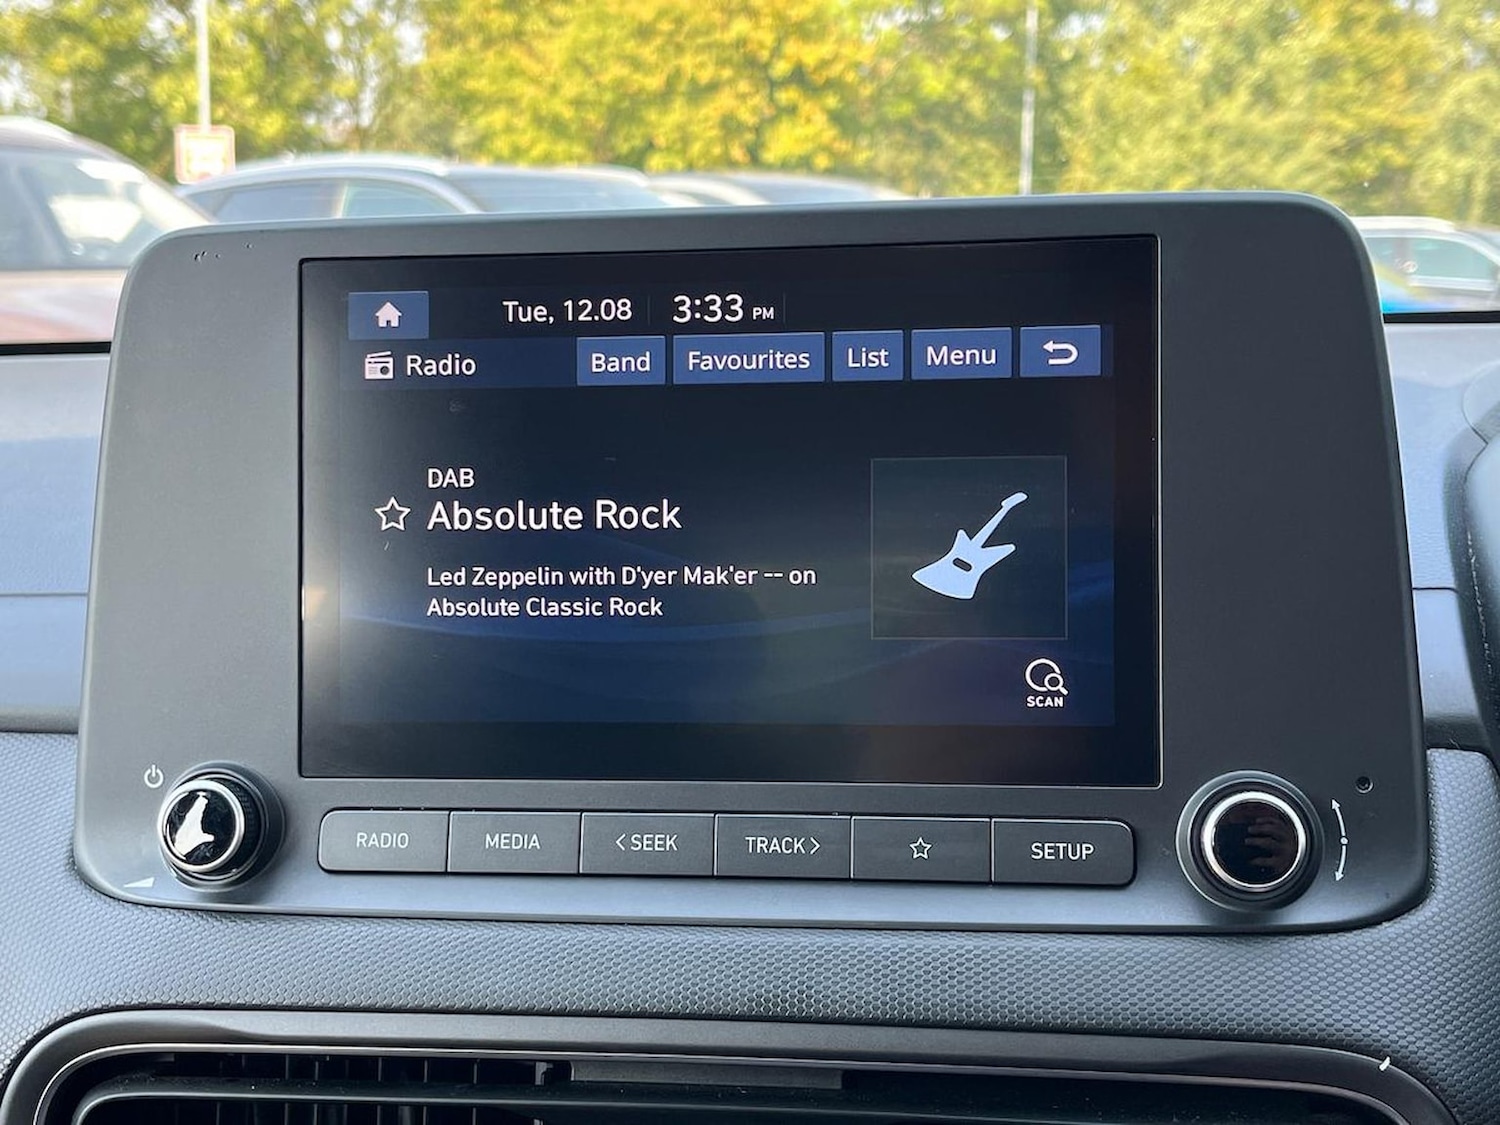 Tue, 12.08 3:33 PM
Radio Band Favourites List Menu
DAB
Absolute Rock
Led Zeppelin with D'yer Mak'er -- on
Absolute Classic Rock
SCAN
RADIO MEDIA <SEEK TRACK> SETUP